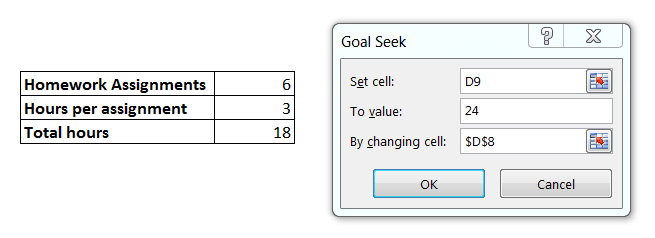 Homework Assignments 6
Hours per assignment 3
Total hours 18
Goal Seek
Set cell: D9
To value: 24
By changing cell: $D$8
OK Cancel